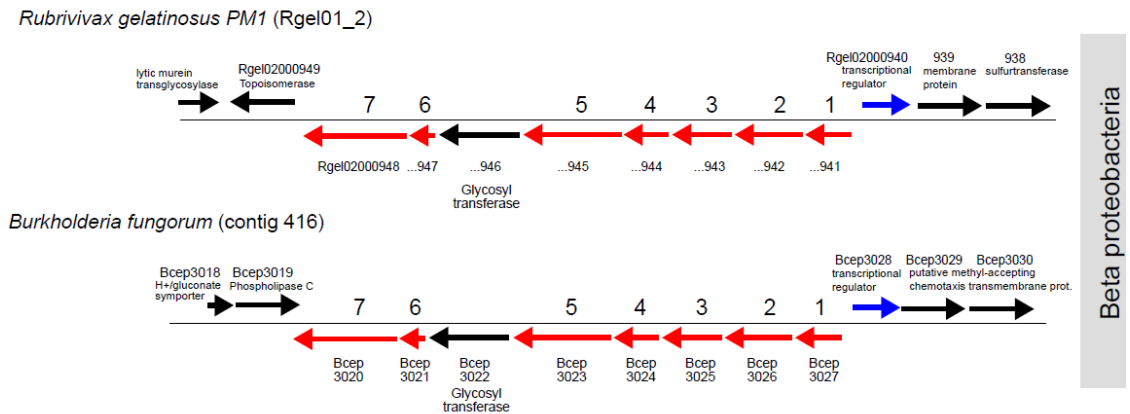 Rubrivivax gelatinosus PM1 (Rgel01_2)
lytic murein
transglycosylase
Rgel02000949
Topoisomerase
Rgel02000940
transcriptional
regulator
939
membrane
protein
938
sulfurtransferase
7 6 5 4 3 2 1
Rgel02000948 ...947 ...946 ...945 ...944 ...943 ...942 ...941
Glycosyl
transferase
Burkholderia fungorum (contig 416)
Bcep3018
H+/gluconate
symporter
Bcep3019
Phospholipase C
Bcep3028
transcriptional
regulator
Bcep3029 Bcep3030
putative methyl-accepting
chemotaxis transmembrane prot.
7 6 5 4 3 2 1
Bcep Bcep Bcep Bcep Bcep Bcep Bcep Bcep
3020 3021 3022 3023 3024 3025 3026 3027
Glycosyl
transferase
Beta proteobacteria